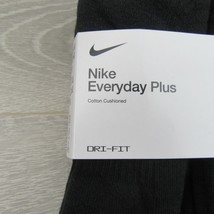 Nike
Everyday Plus
Cotton Cushioned
DRI-FIT